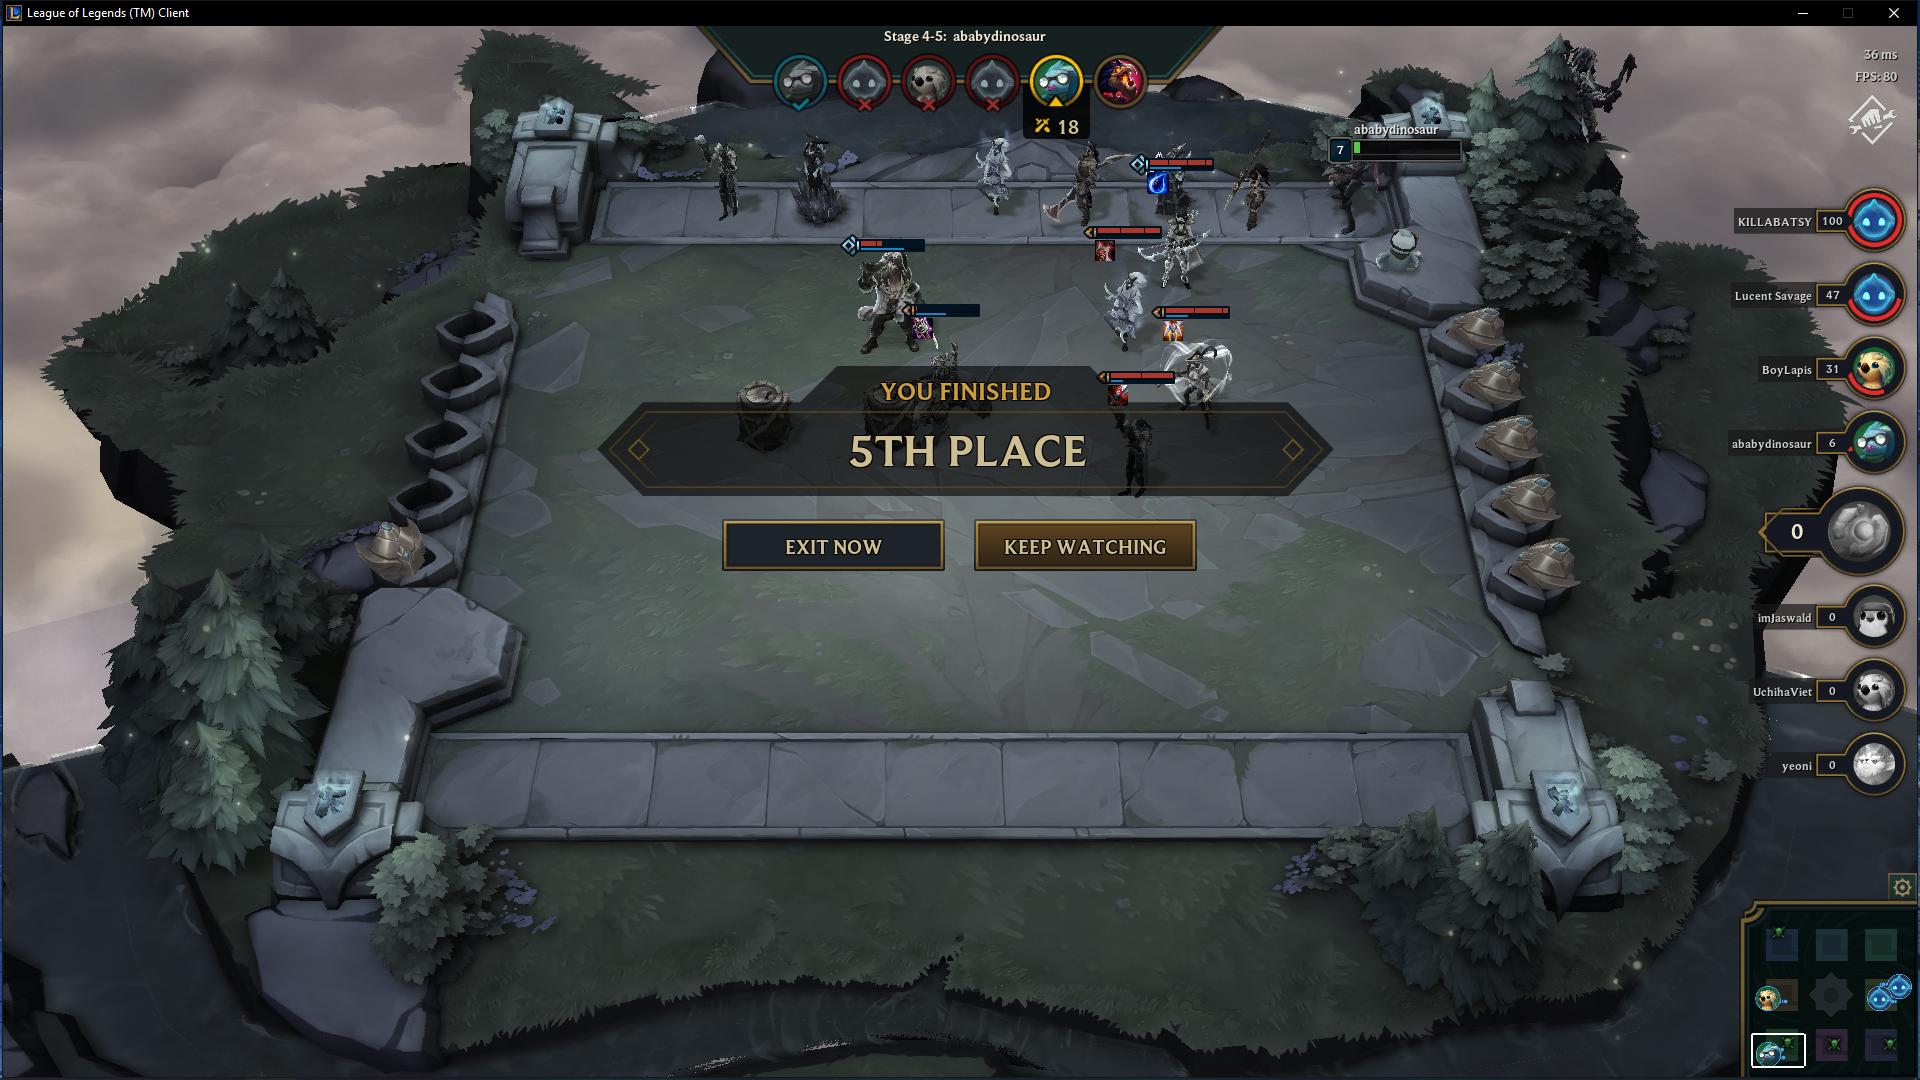 League of Legends (TM) Client
Stage 4-5: ababydinosaur
36 ms
FPS: 80
18
ababydinosaur
7
KILLABATSY 100
Lucent Savage 47
BoyLapis 31
YOU FINISHED
ababydinosaur 6
5TH PLACE
0
EXIT NOW
KEEP WATCHING
imJaswald 0
UchihaViet 0
yeoni 0